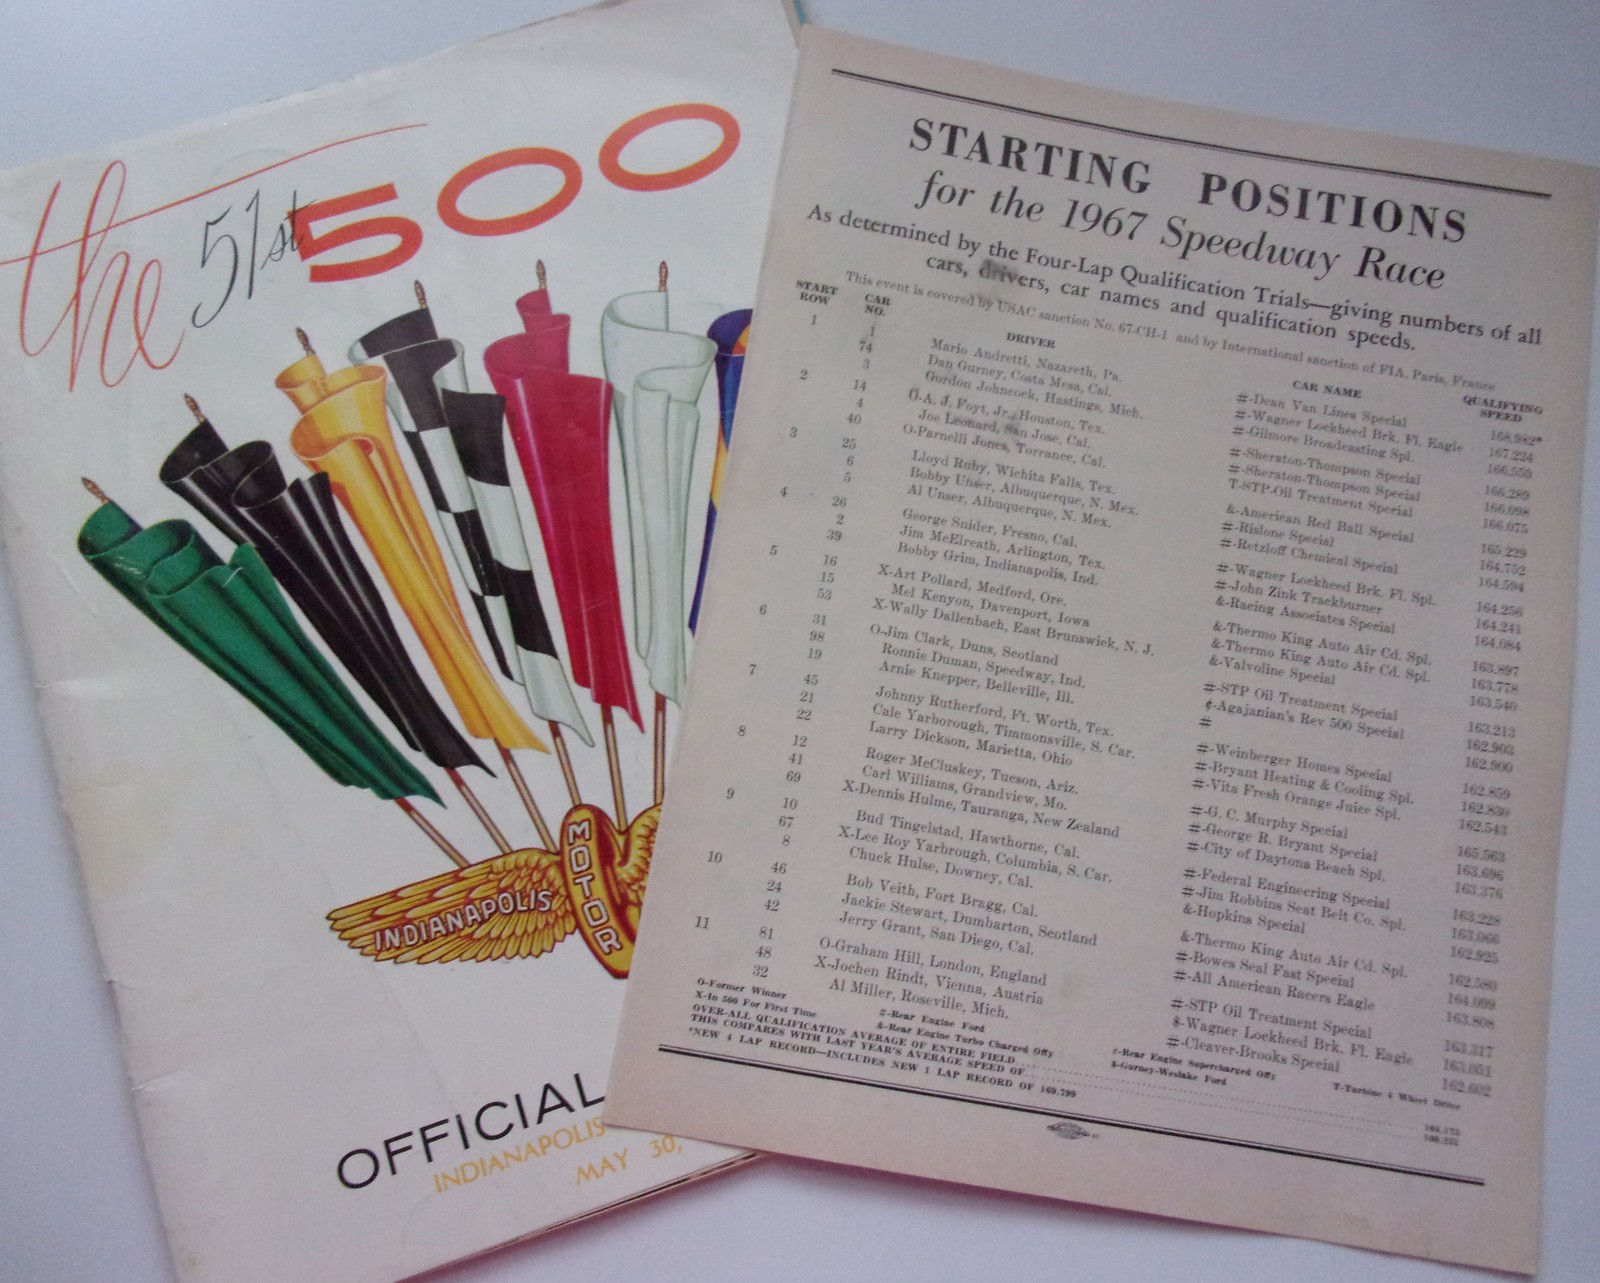 the 51st 500
INDIANAPOLIS
MOTOR
OFFICIAL
INDIANAPOLIS
MAY 30,
STARTING POSITIONS
for the 1967 Speedway Race
As determined by the Four-Lap Qualification Trials—giving numbers of all
cars, drivers, car names and qualification speeds.
This event is covered by USAC sanction No. 67-CH-1 and by International sanction of FIA, Paris, France
START ROW CAR NO. DRIVER CAR NAME QUALIFYING SPEED
1 1 Mario Andretti, Nazareth, Pa. #-Dean Van Lines Special 168.982*
74 Dan Gurney, Costa Mesa, Cal. #-Wagner Lockheed Brk. Fl. Eagle 167.224
3 Gordon Johncock, Hastings, Mich. #-Gilmore Broadcasting Spl. 166.559
2 14 O-A. J. Foyt, Jr., Houston, Tex. #-Sheraton-Thompson Special 166.289
4 Joe Leonard, San Jose, Cal. #-Sheraton-Thompson Special 166.098
40 O-Parnelli Jones, Torrance, Cal. T-STP-Oil Treatment Special 166.075
3 25 Lloyd Ruby, Wichita Falls, Tex. &-American Red Ball Special 165.229
6 Bobby Unser, Albuquerque, N. Mex. #-Rislone Special 164.752
5 Al Unser, Albuquerque, N. Mex. #-Retzloff Chemical Special 164.594
4 26 George Snider, Fresno, Cal. #-Wagner Lockheed Brk. Fl. Spl. 164.256
2 Jim McElreath, Arlington, Tex. #-John Zink Trackburner 164.241
39 Bobby Grim, Indianapolis, Ind. &-Racing Associates Special 164.084
5 16 X-Art Pollard, Medford, Ore. &-Thermo King Auto Air Cd. Spl. 163.897
15 Mel Kenyon, Davenport, Iowa &-Thermo King Auto Air Cd. Spl. 163.778
53 X-Wally Dallenbach, East Brunswick, N. J. &-Valvoline Special 163.540
6 31 O-Jim Clark, Duns, Scotland #-STP Oil Treatment Special 163.213
98 Ronnie Duman, Speedway, Ind. ¢-Agajanian's Rev 500 Special 162.903
19 Arnie Knepper, Belleville, Ill. # 162.900
7 45 Johnny Rutherford, Ft. Worth, Tex. #-Weinberger Homes Special 162.859
21 Cale Yarborough, Timmonsville, S. Car. #-Bryant Heating & Cooling Spl. 162.830
22 Larry Dickson, Marietta, Ohio #-Vita Fresh Orange Juice Spl. 162.543
8 12 Roger McCluskey, Tucson, Ariz. #-G. C. Murphy Special 165.563
41 Carl Williams, Grandview, Mo. #-George R. Bryant Special 163.696
69 X-Dennis Hulme, Tauranga, New Zealand #-City of Daytona Beach Spl. 163.376
9 10 Bud Tingelstad, Hawthorne, Cal. #-Federal Engineering Special 163.228
67 X-Lee Roy Yarbrough, Columbia, S. Car. #-Jim Robbins Seat Belt Co. Spl. 163.066
8 Chuck Hulse, Downey, Cal. &-Hopkins Special 162.925
10 46 Bob Veith, Fort Bragg, Cal. &-Thermo King Auto Air Cd. Spl. 162.580
24 Jackie Stewart, Dumbarton, Scotland #-Bowes Seal Fast Special 164.099
42 Jerry Grant, San Diego, Cal. #-All American Racers Eagle 163.808
11 81 O-Graham Hill, London, England #-STP Oil Treatment Special 163.317
48 X-Jochen Rindt, Vienna, Austria $-Wagner Lockheed Brk. Fl. Eagle 163.051
32 Al Miller, Roseville, Mich. #-Cleaver-Brooks Special 162.602
O-Former Winner #-Rear Engine Ford ¢-Rear Engine Supercharged Offy T-Turbine 4 Wheel Drive
X-In 500 For First Time &-Rear Engine Turbo Charged Offy $-Gurney-Weslake Ford
OVER-ALL QUALIFICATION AVERAGE OF ENTIRE FIELD
THIS COMPARES WITH LAST YEAR'S AVERAGE SPEED OF
*NEW 4 LAP RECORD—INCLUDES NEW 1 LAP RECORD OF 169.799